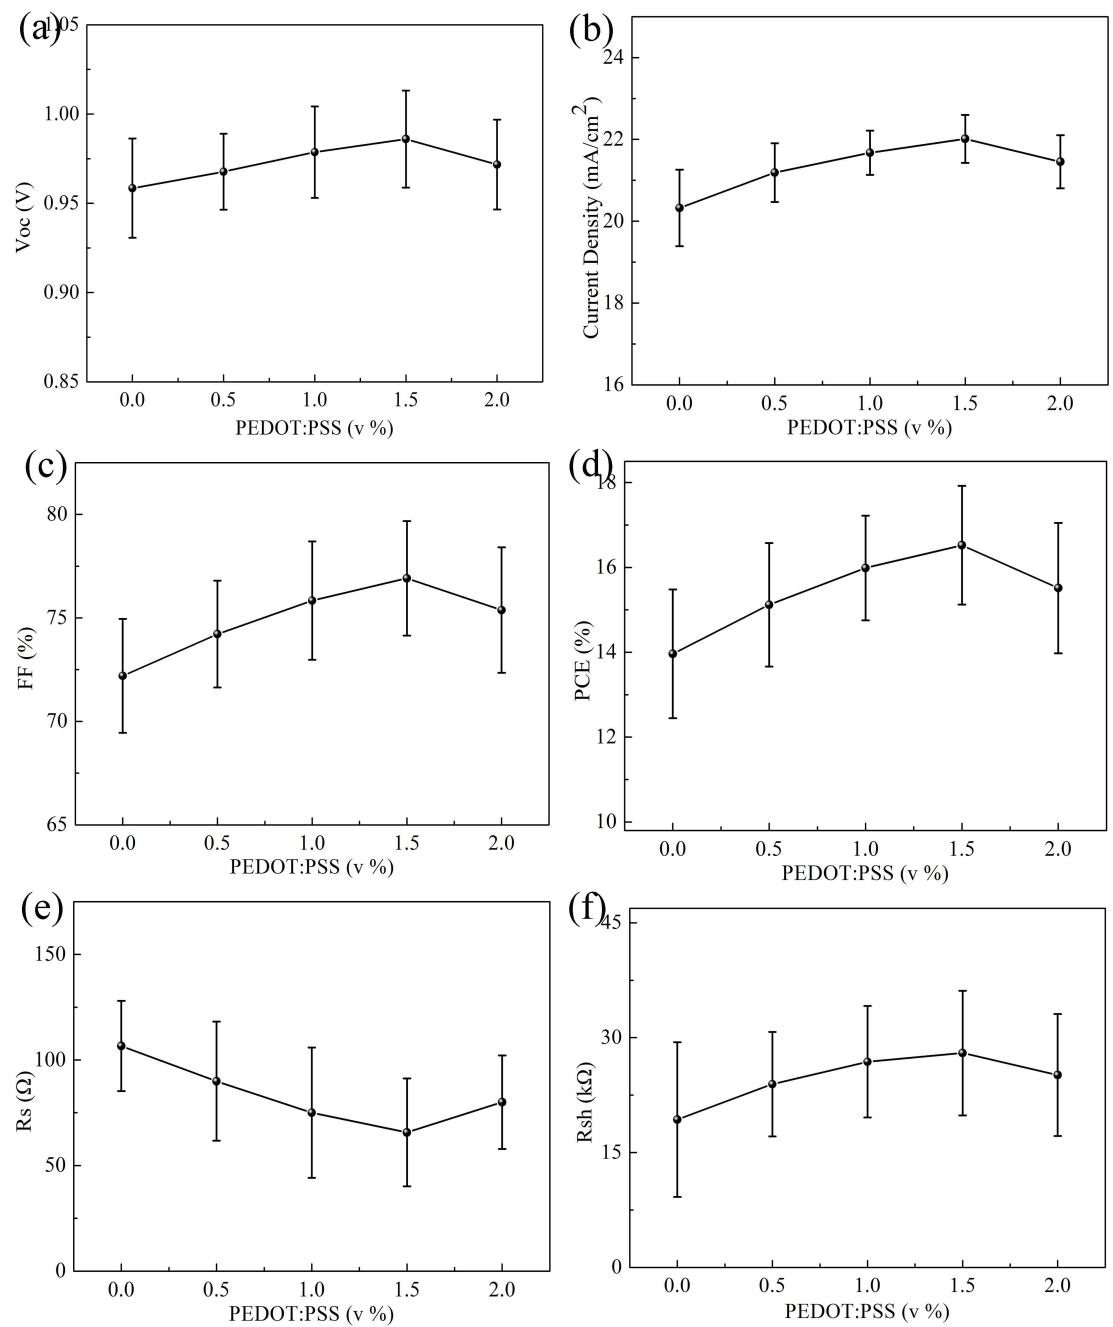 (a)
1.05
1.00
0.95
0.90
0.85
Voc (V)
0.0 0.5 1.0 1.5 2.0
PEDOT:PSS (v %)
(b)
24
22
20
18
16
Current Density (mA/cm2)
0.0 0.5 1.0 1.5 2.0
PEDOT:PSS (v %)
(c)
80
75
70
65
FF (%)
0.0 0.5 1.0 1.5 2.0
PEDOT:PSS (v %)
(d)
18
16
14
12
10
PCE (%)
0.0 0.5 1.0 1.5 2.0
PEDOT:PSS (v %)
(e)
150
100
50
0
Rs (Ω)
0.0 0.5 1.0 1.5 2.0
PEDOT:PSS (v %)
(f)
45
30
15
0
Rsh (kΩ)
0.0 0.5 1.0 1.5 2.0
PEDOT:PSS (v %)